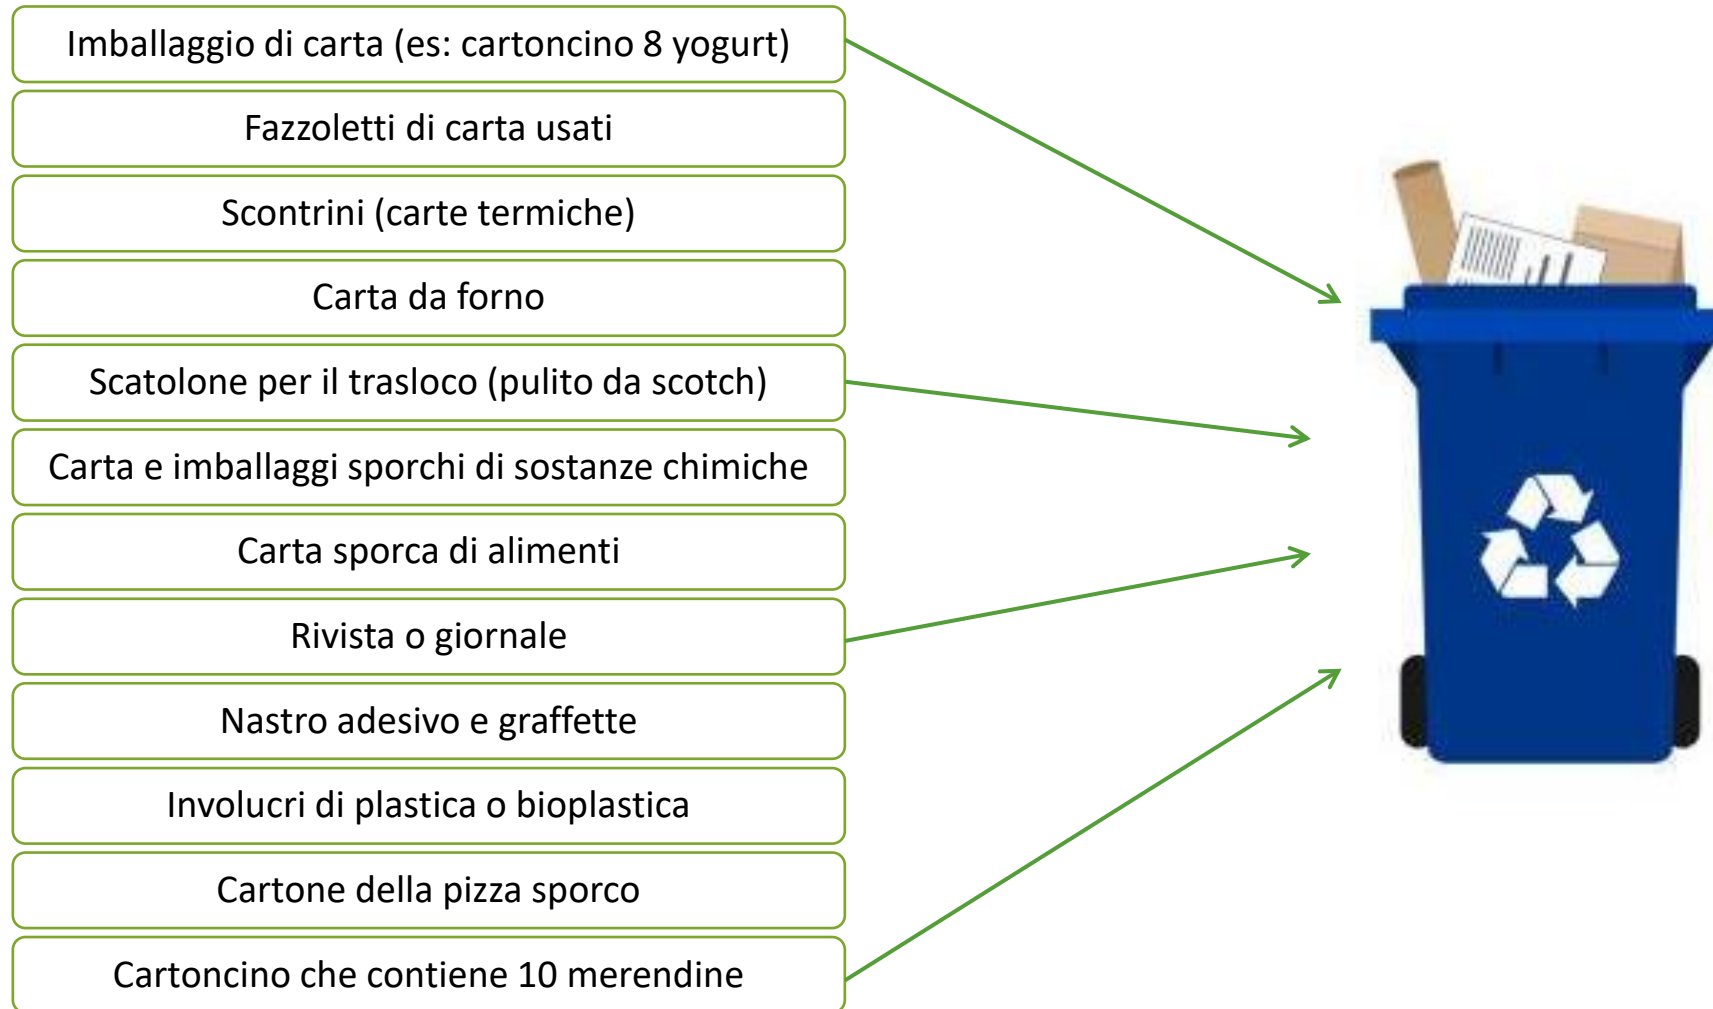 Imballaggio di carta (es: cartoncino 8 yogurt)
Fazzoletti di carta usati
Scontrini (carte termiche)
Carta da forno
Scatolone per il trasloco (pulito da scotch)
Carta e imballaggi sporchi di sostanze chimiche
Carta sporca di alimenti
Rivista o giornale
Nastro adesivo e graffette
Involucri di plastica o bioplastica
Cartone della pizza sporco
Cartoncino che contiene 10 merendine